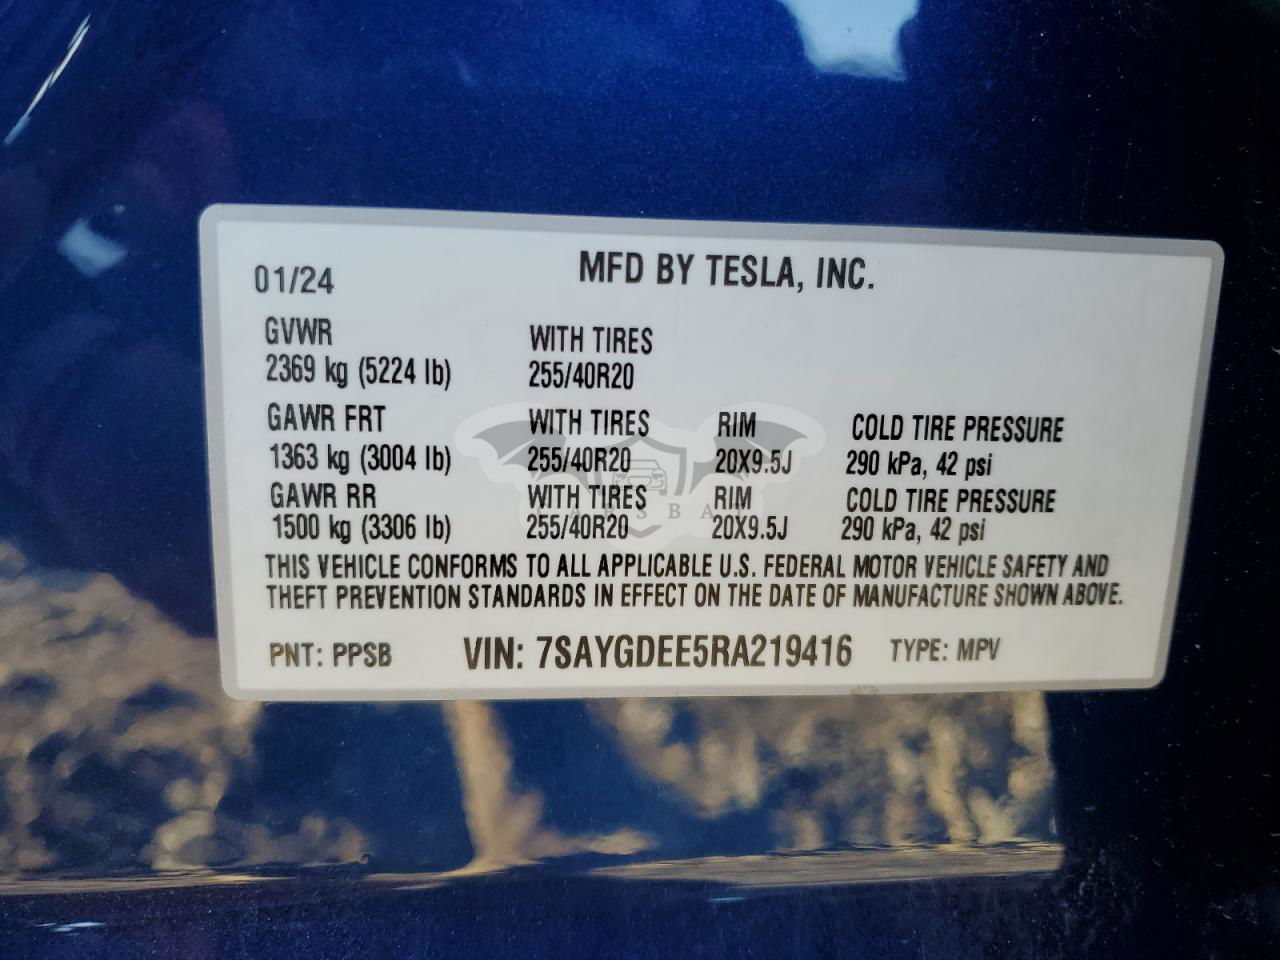 01/24 MFD BY TESLA, INC.
GVWR WITH TIRES
2369 kg (5224 lb) 255/40R20
GAWR FRT WITH TIRES RIM COLD TIRE PRESSURE
1363 kg (3004 lb) 255/40R20 20X9.5J 290 kPa, 42 psi
GAWR RR WITH TIRES RIM COLD TIRE PRESSURE
1500 kg (3306 lb) 255/40R20 20X9.5J 290 kPa, 42 psi
CARSBAT
THIS VEHICLE CONFORMS TO ALL APPLICABLE U.S. FEDERAL MOTOR VEHICLE SAFETY AND
THEFT PREVENTION STANDARDS IN EFFECT ON THE DATE OF MANUFACTURE SHOWN ABOVE.
PNT: PPSB VIN: 7SAYGDEE5RA219416 TYPE: MPV